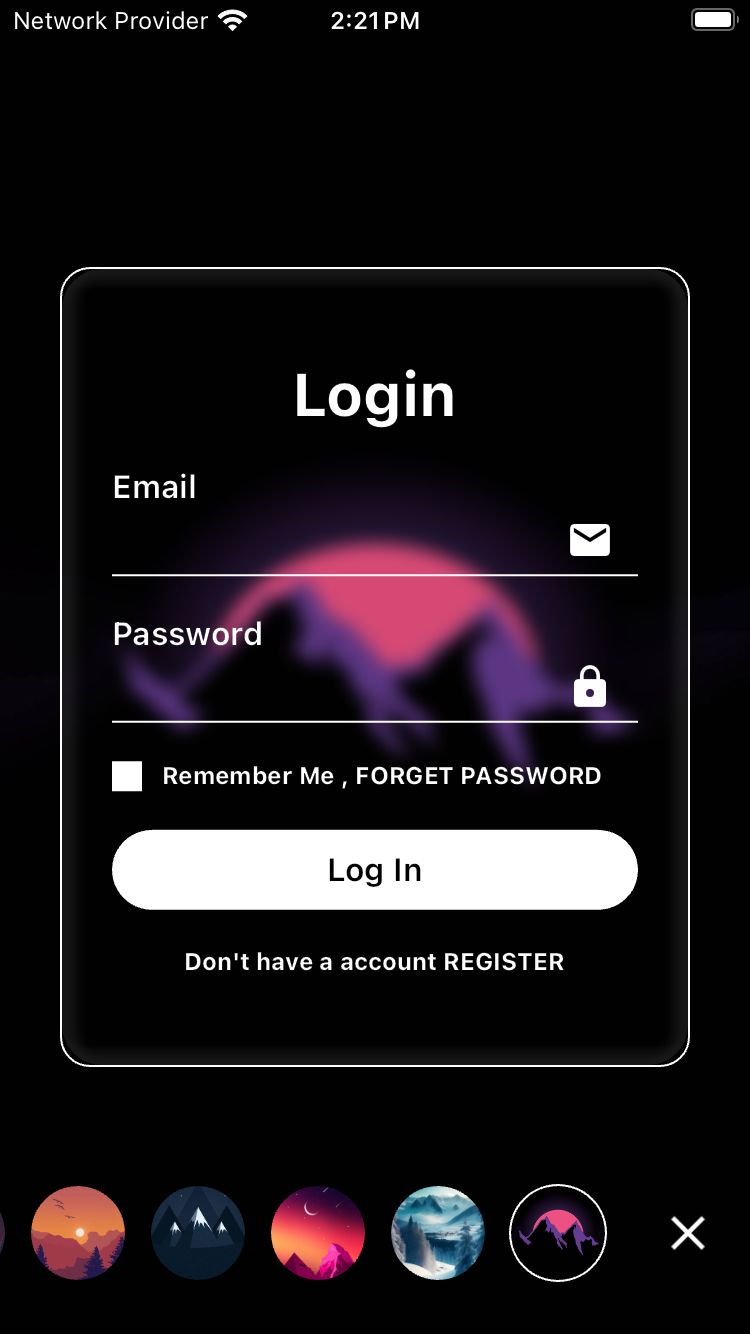 Network Provider 2:21 PM
Login
Email
Password
Remember Me , FORGET PASSWORD
Log In
Don't have a account REGISTER